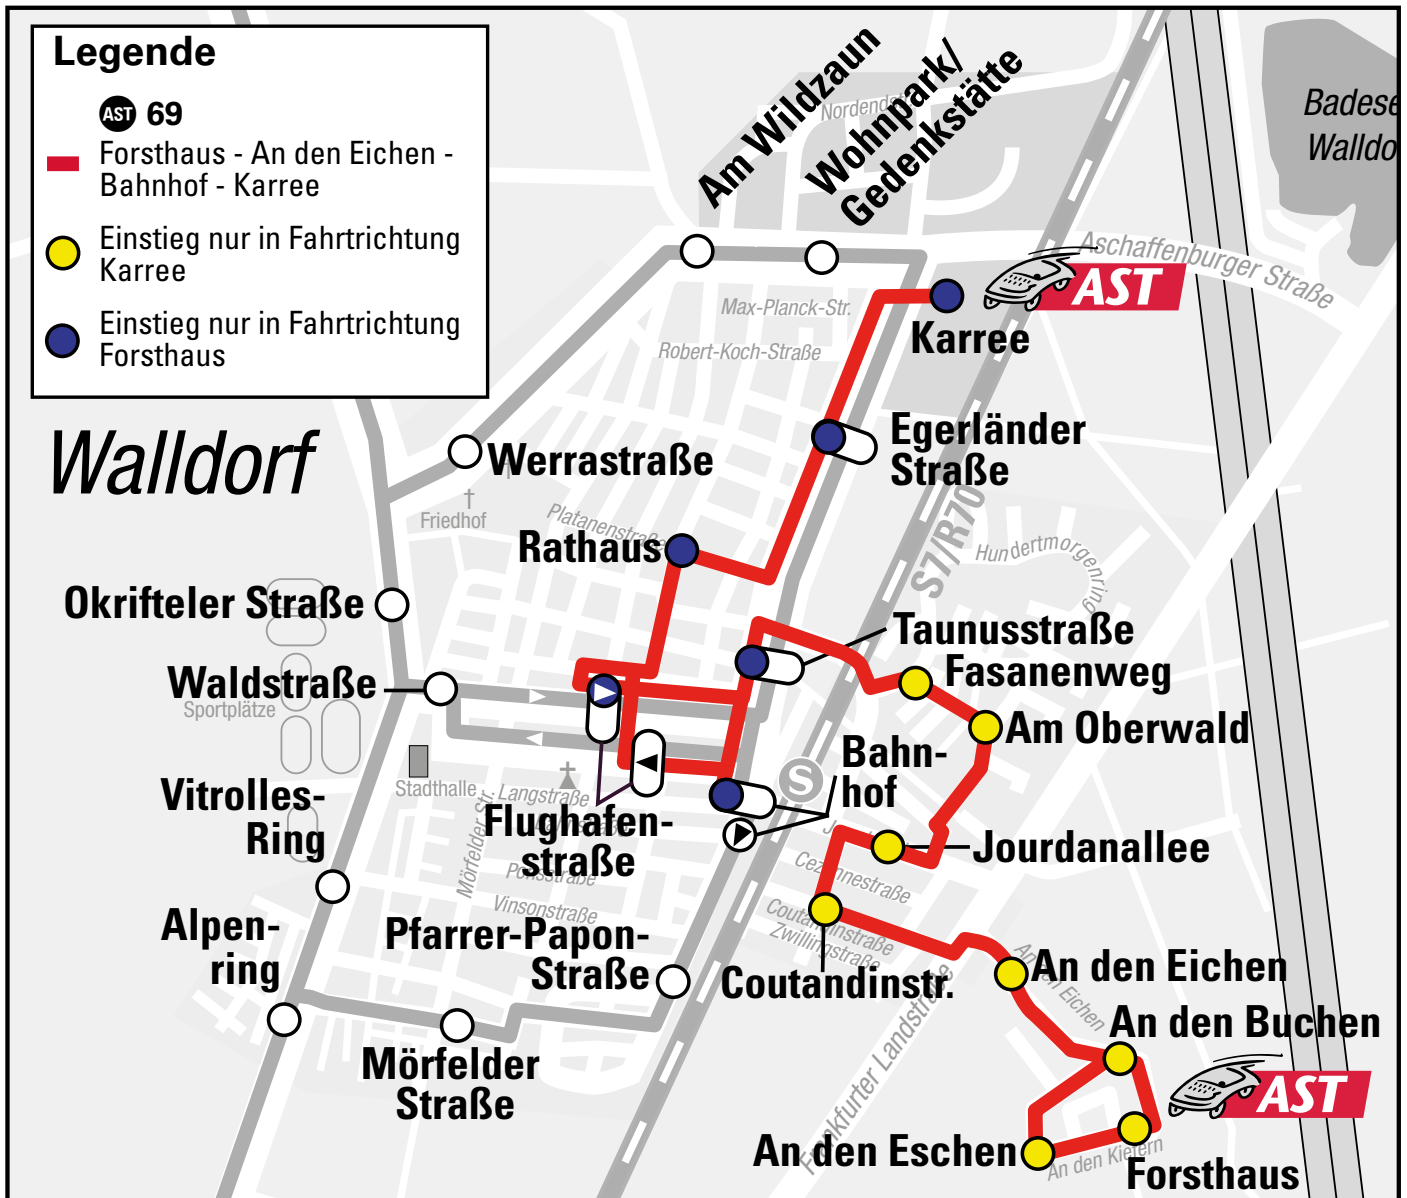 Legende
AST 69
Forsthaus - An den Eichen -
Bahnhof - Karree
Einstieg nur in Fahrtrichtung
Karree
Einstieg nur in Fahrtrichtung
Forsthaus
Am Wildzaun
Wohnpark/
Gedenkstätte
Badese
Walldo
Aschaffenburger Straße
AST
Karree
Max-Planck-Str.
Robert-Koch-Straße
Walldorf
Egerländer
Straße
Werrastraße
Friedhof
Platanenstraße
Rathaus
S7/R70
Hundertmorgenring
Okrifteler Straße
Taunusstraße
Fasanenweg
Waldstraße
Sportplätze
Am Oberwald
Bahn-
hof
S
Stadthalle
Langstraße
Mörfelder Str.
Vitrolles-
Ring
Flughafen-
straße
Jourdanallee
Cezannestraße
Vinsonstraße
Coutandinstraße
Zwillingstraße
Alpen-
ring
Pfarrer-Papon-
Straße
Coutandinstr.
An den Eichen
An den Eichen
An den Buchen
Mörfelder
Straße
Frankfurter Landstraße
AST
An den Eschen
An den Kiefern
Forsthaus